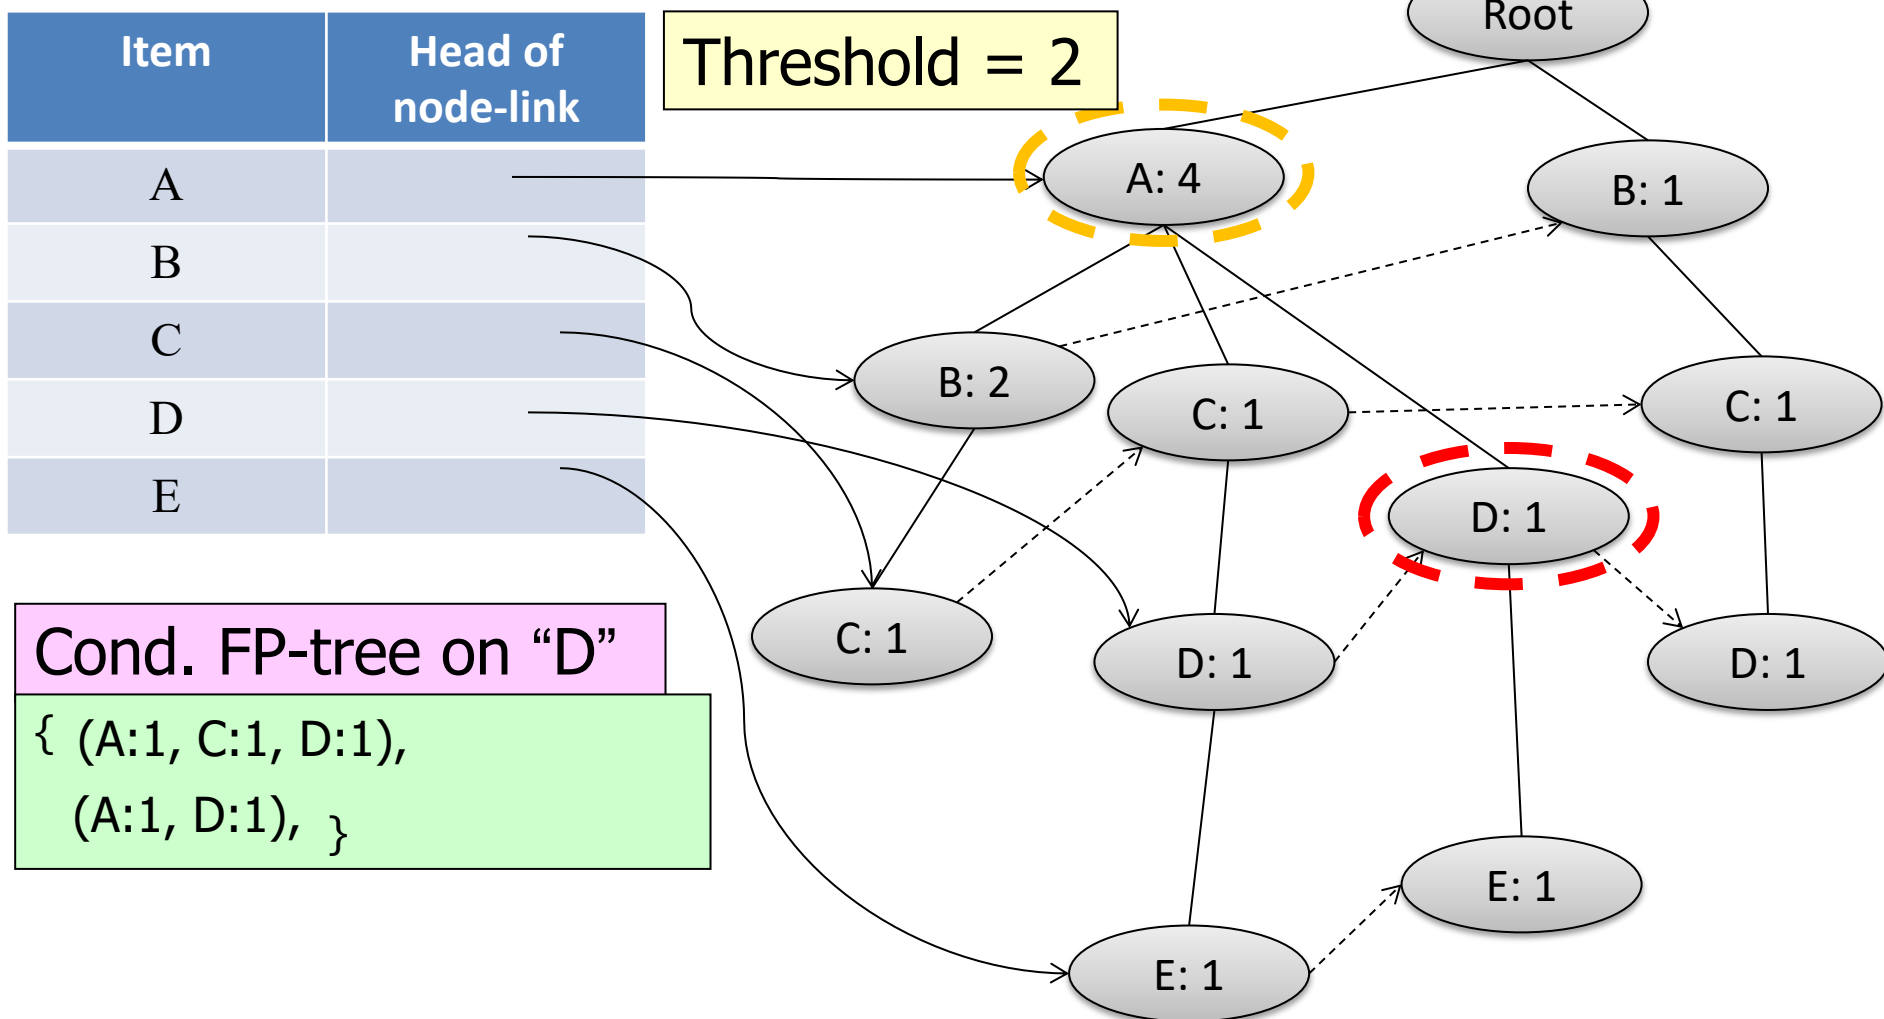 Item Head of
node-link
A
B
C
D
E
Threshold = 2
Root
A: 4
B: 1
B: 2
C: 1
C: 1
D: 1
C: 1
D: 1
D: 1
E: 1
E: 1
Cond. FP-tree on “D”
{ (A:1, C:1, D:1),
(A:1, D:1), }